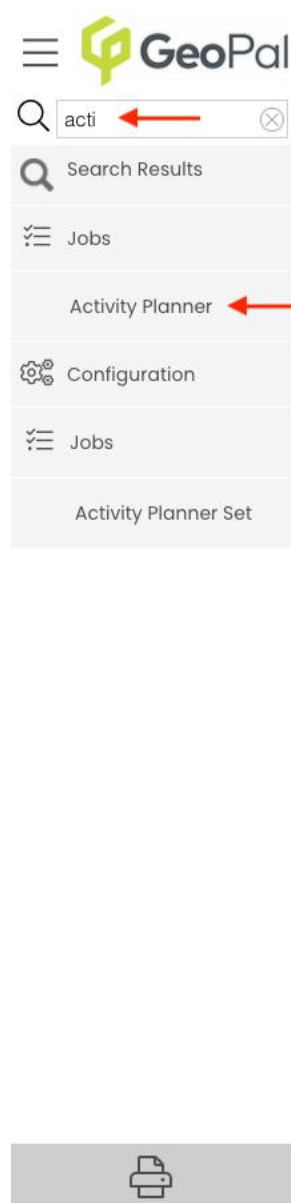 GeoPal
acti
Search Results
Jobs
Activity Planner
Configuration
Jobs
Activity Planner Set